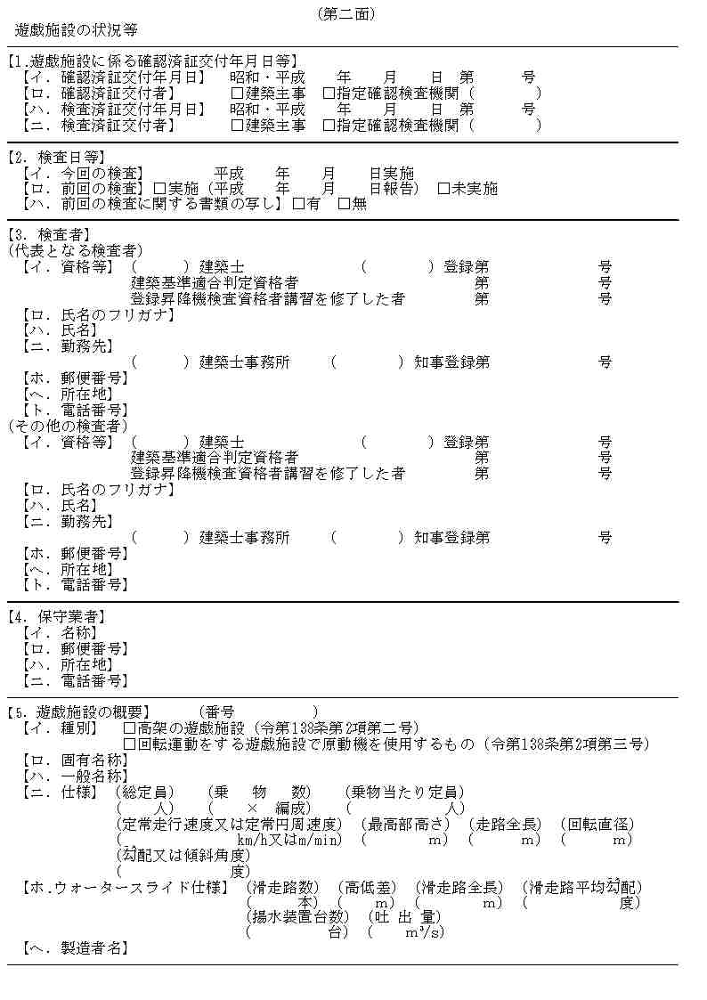 （第二面）
遊戯施設の状況等
【1.遊戯施設に係る確認済証交付年月日等】
【イ．確認済証交付年月日】　昭和・平成　　年　　月　　日　第　　　号
【ロ．確認済証交付者】　　　□建築主事　□指定確認検査機関（　　　　）
【ハ．検査済証交付年月日】　昭和・平成　　年　　月　　日　第　　　号
【ニ．検査済証交付者】　　　□建築主事　□指定確認検査機関（　　　　）
【2．検査日等】
【イ．今回の検査】　　　　平成　　年　　月　　日実施
【ロ．前回の検査】□実施（平成　　年　　月　　日報告）　□未実施
【ハ．前回の検査に関する書類の写し】□有　□無
【3．検査者】
（代表となる検査者）
【イ．資格等】（　　　）建築士　　　　　　　（　　　　）登録第　　　　　　　号
建築基準適合判定資格者　　　　　　　　　　　第　　　　　　　号
登録昇降機検査資格者講習を修了した者　　　　第　　　　　　　号
【ロ．氏名のフリガナ】
【ハ．氏名】
【ニ．勤務先】
（　　　）建築士事務所　　（　　　　）知事登録第　　　　　　　号
【ホ．郵便番号】
【ヘ．所在地】
【ト．電話番号】
（その他の検査者）
【イ．資格等】（　　　）建築士　　　　　　　（　　　　）登録第　　　　　　　号
建築基準適合判定資格者　　　　　　　　　　　第　　　　　　　号
登録昇降機検査資格者講習を修了した者　　　　第　　　　　　　号
【ロ．氏名のフリガナ】
【ハ．氏名】
【ニ．勤務先】
（　　　）建築士事務所　　（　　　　）知事登録第　　　　　　　号
【ホ．郵便番号】
【ヘ．所在地】
【ト．電話番号】
【4．保守業者】
【イ．名称】
【ロ．郵便番号】
【ハ．所在地】
【ニ．電話番号】
【5．遊戯施設の概要】　　　（番号　　　　　）
【イ．種別】　□高架の遊戯施設（令第138条第2項第二号）
□回転運動をする遊戯施設で原動機を使用するもの（令第138条第2項第三号）
【ロ．固有名称】
【ハ．一般名称】
【ニ．仕様】（総定員）　（乗　物　数）　（乗物当たり定員）
（　　人）　（　　×　編成）　（　　　　　　人）
（定常走行速度又は定常円周速度）（最高部高さ）（走路全長）（回転直径）
（　　　　　　　km/h又はm/min）（　　　　m）（　　　m）（　　　m）
（勾配又は傾斜角度）
（　　　　　　　度）
【ホ.ウォータースライド仕様】（滑走路数）（高低差）（滑走路全長）（滑走路平均勾配）
（　　　本）（　　m）（　　　　m）（　　　　　　度）
（揚水装置台数）（吐 出 量）
（　　　　　台）（　　m³/s）
【ヘ．製造者名】